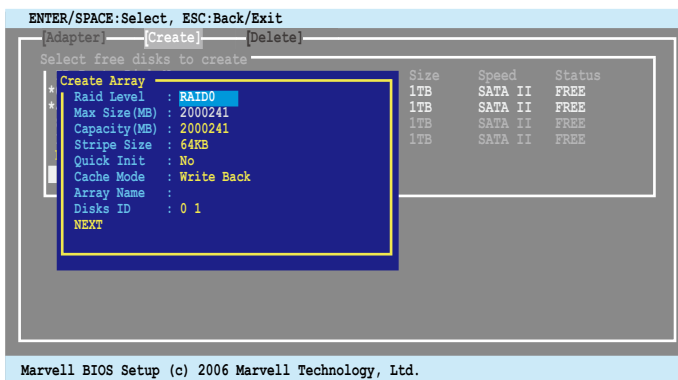 ENTER/SPACE:Select, ESC:Back/Exit
[Adapter] [Create] [Delete]
Select free disks to create
Size Speed Status
Create Array
* 1TB SATA II FREE
Raid Level : RAID0
* 1TB SATA II FREE
Max Size(MB) : 2000241
1TB SATA II FREE
Capacity(MB) : 2000241
1TB SATA II FREE
Stripe Size : 64KB
Quick Init : No
Cache Mode : Write Back
Array Name :
Disks ID : 0 1
NEXT
Marvell BIOS Setup (c) 2006 Marvell Technology, Ltd.